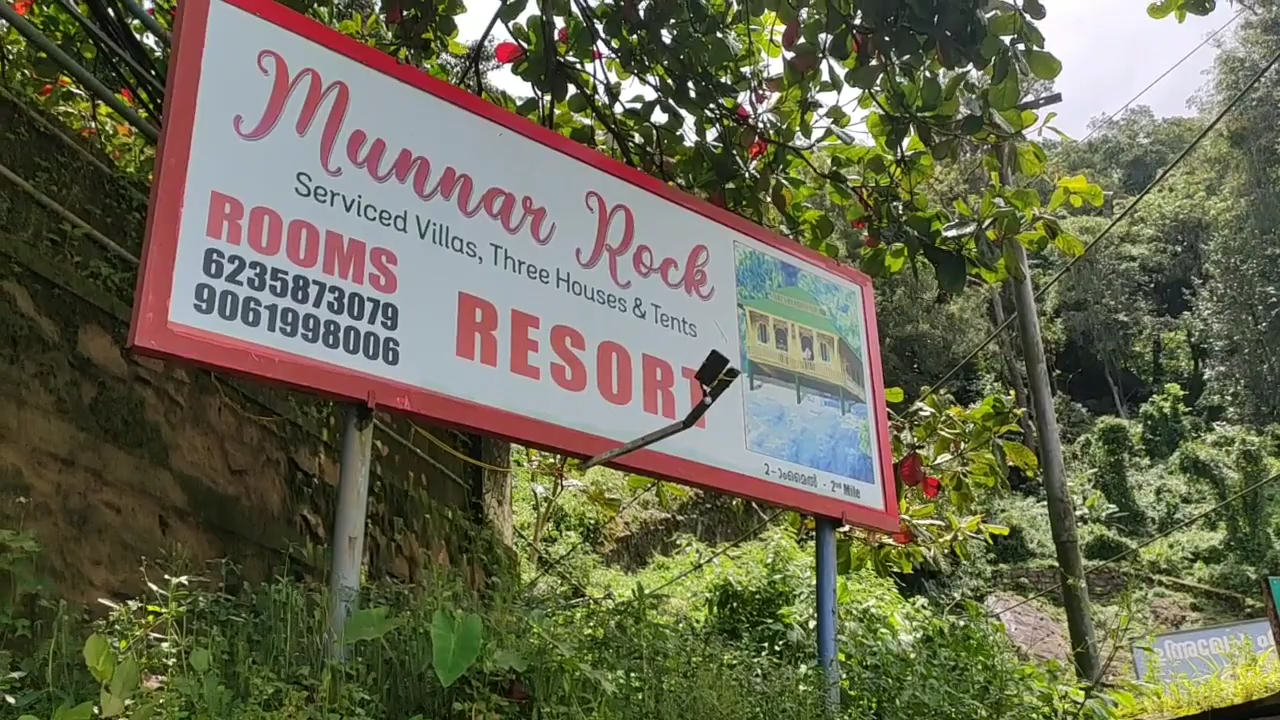 Munnar Rock
Serviced Villas, Three Houses & Tents
ROOMS
6235873079
9061998006
RESORT
2-ാംമൈൽ - 2nd Mile